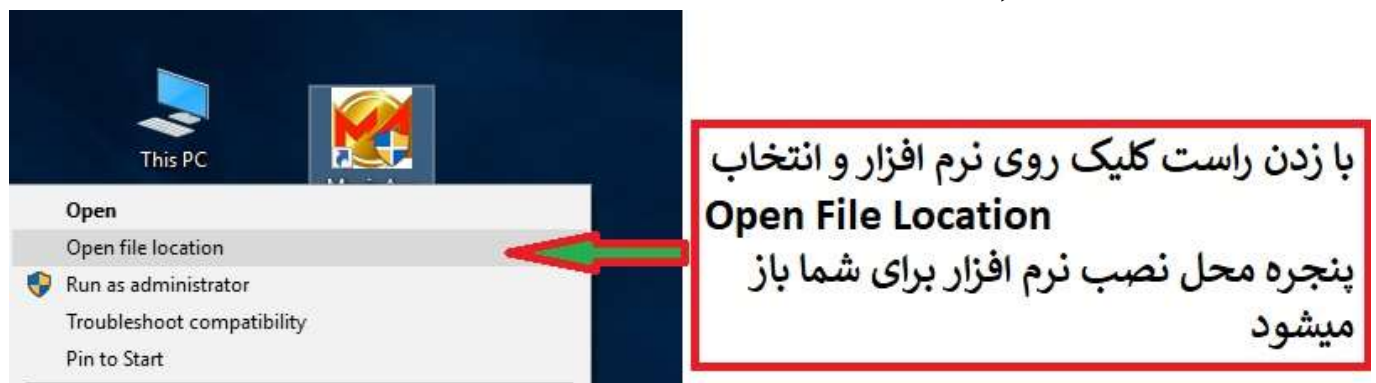 This PC
Open
Open file location
Run as administrator
Troubleshoot compatibility
Pin to Start
با زدن راست کلیک روی نرم افزار و انتخاب
Open File Location
پنجره محل نصب نرم افزار برای شما باز
میشود